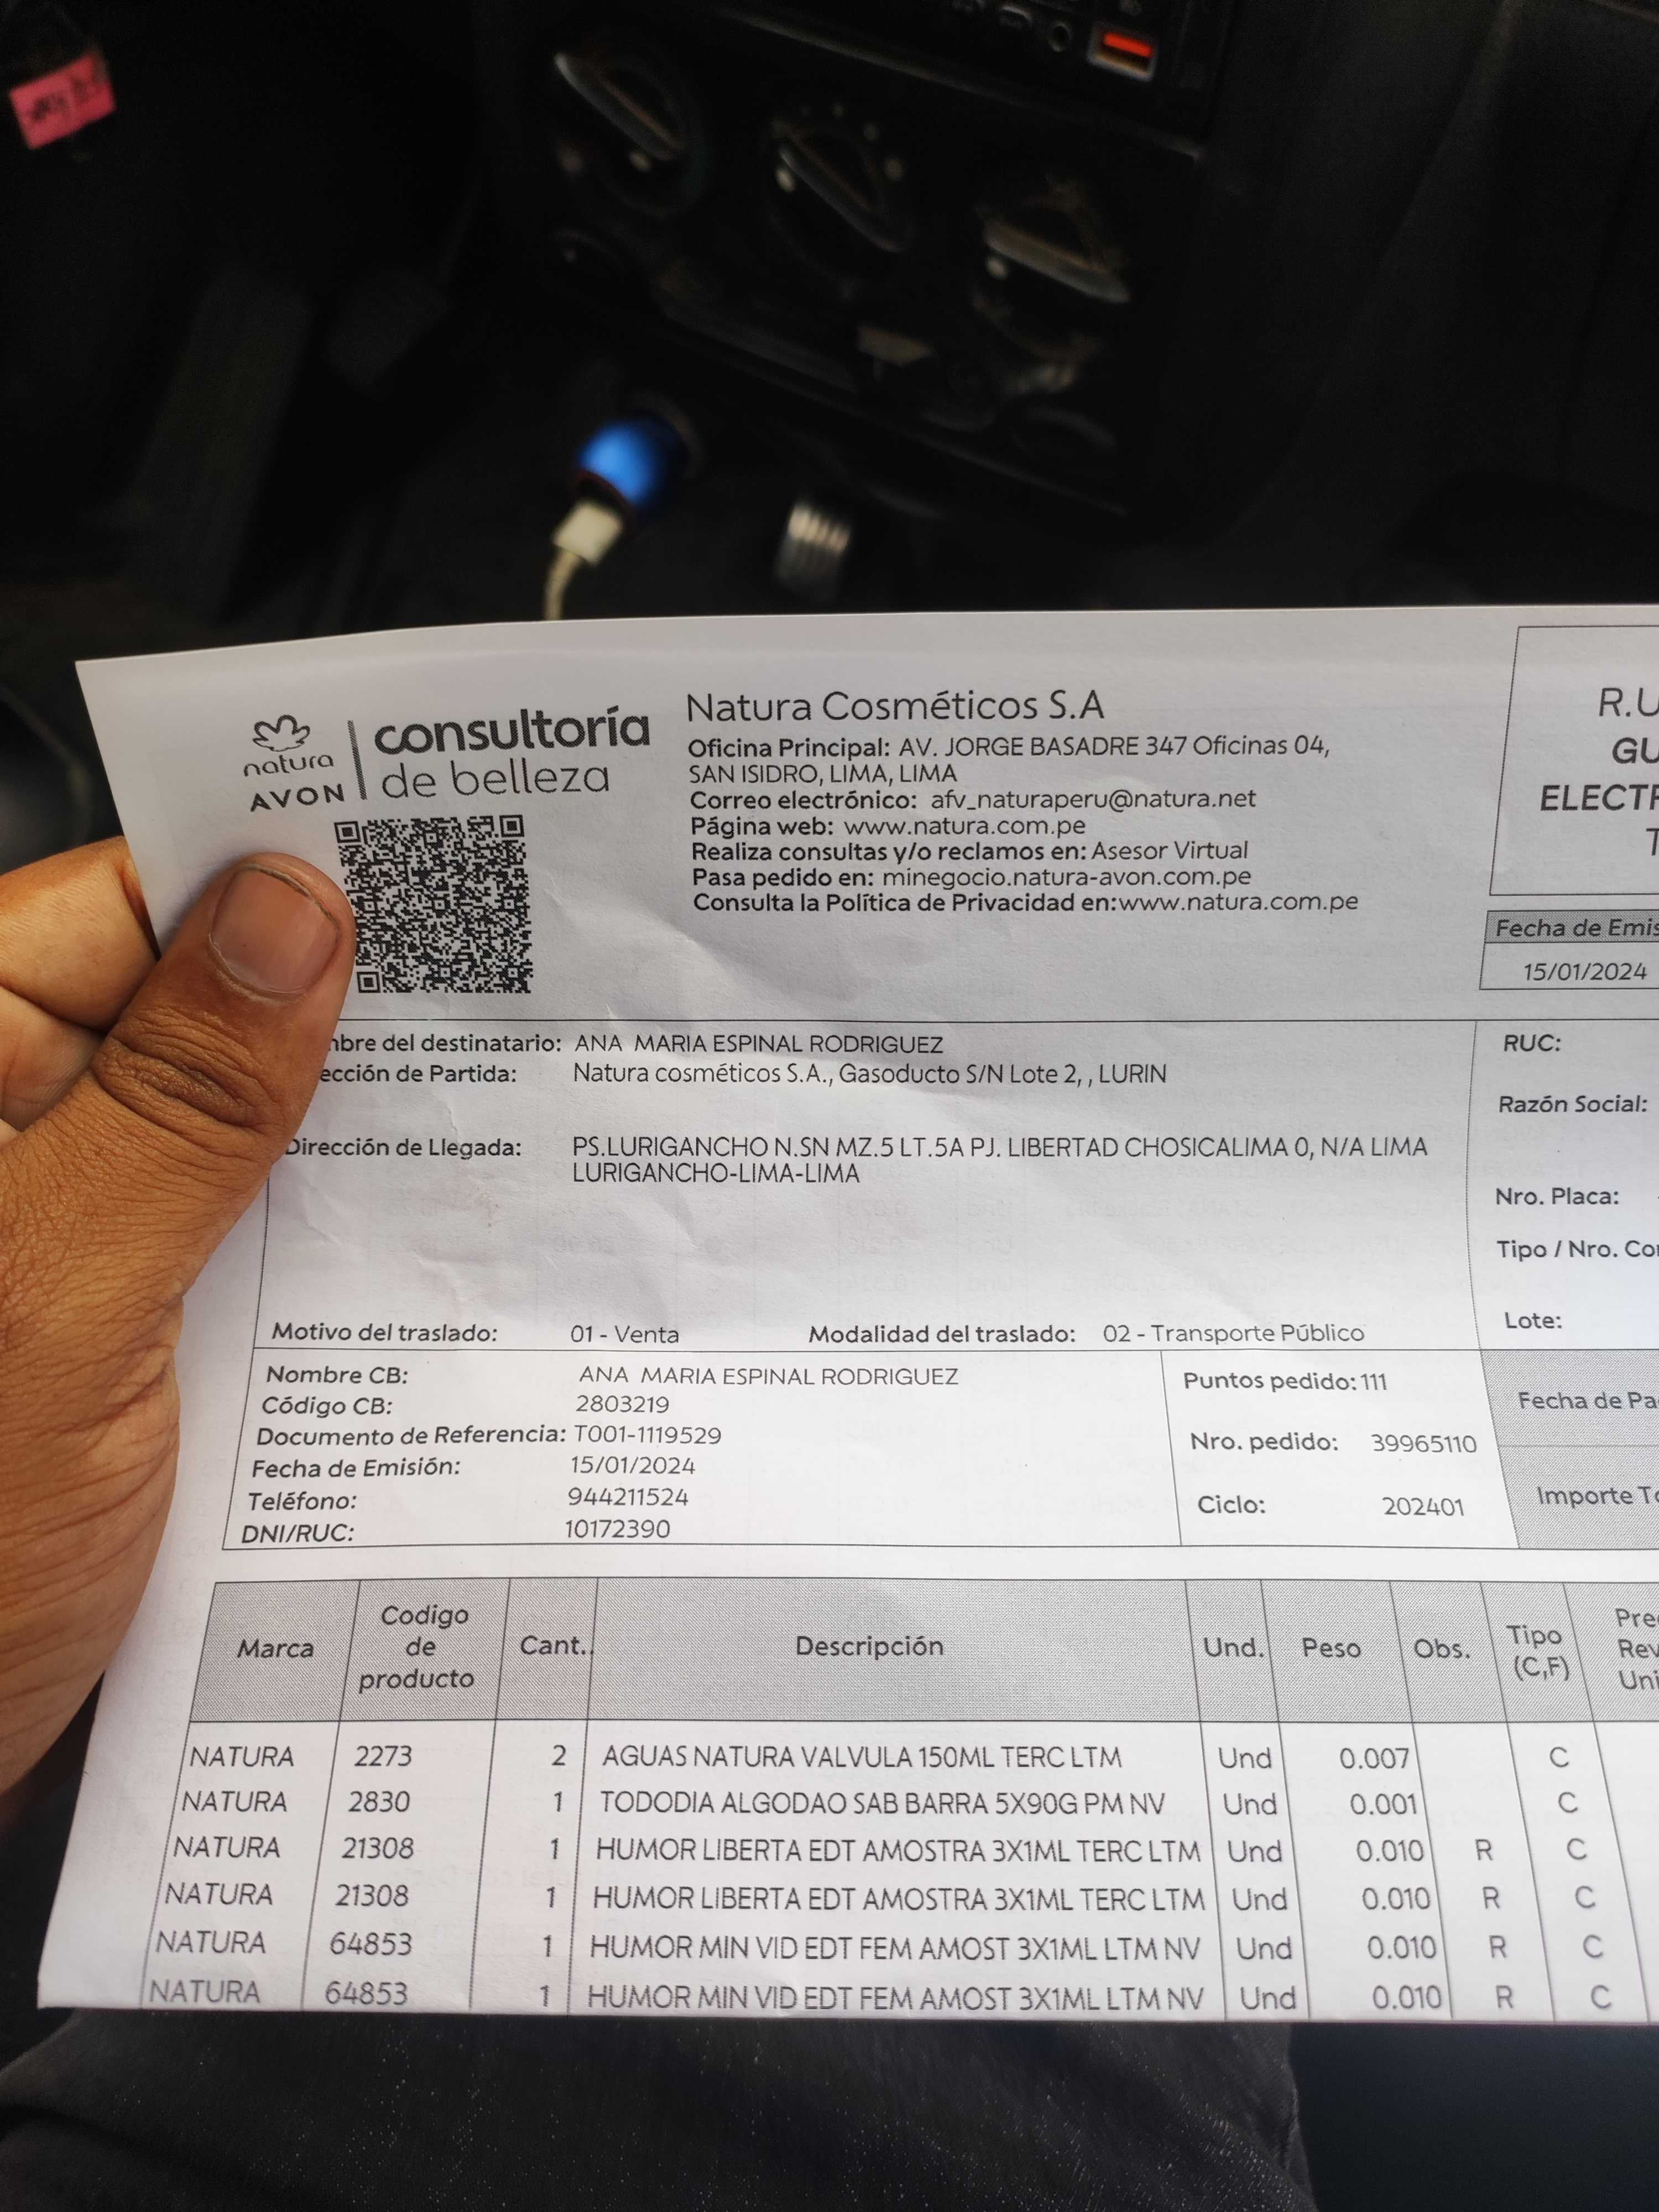 natura
AVON
consultoría
de belleza
Natura Cosméticos S.A
Oficina Principal: AV. JORGE BASADRE 347 Oficinas 04,
SAN ISIDRO, LIMA, LIMA
Correo electrónico: afv_naturaperu@natura.net
Página web: www.natura.com.pe
Realiza consultas y/o reclamos en: Asesor Virtual
Pasa pedido en: minegocio.natura-avon.com.pe
Consulta la Política de Privacidad en:www.natura.com.pe
R.U
GU
ELECTR
T
Fecha de Emis
15/01/2024
mbre del destinatario: ANA MARIA ESPINAL RODRIGUEZ
ección de Partida: Natura cosméticos S.A., Gasoducto S/N Lote 2, , LURIN
Dirección de Llegada: PS.LURIGANCHO N.SN MZ.5 LT.5A PJ. LIBERTAD CHOSICALIMA 0, N/A LIMA
LURIGANCHO-LIMA-LIMA
Motivo del traslado: 01 - Venta Modalidad del traslado: 02 - Transporte Público
RUC:
Razón Social:
Nro. Placa:
Tipo / Nro. Co
Lote:
Nombre CB: ANA MARIA ESPINAL RODRIGUEZ
Código CB: 2803219
Documento de Referencia: T001-1119529
Fecha de Emisión: 15/01/2024
Teléfono: 944211524
DNI/RUC: 10172390
Puntos pedido: 111
Nro. pedido: 39965110
Ciclo: 202401
Fecha de Pa
Importe To
Marca Codigo de producto Cant. Descripción Und. Peso Obs. Tipo (C,F) Pre Rev Uni
NATURA 2273 2 AGUAS NATURA VALVULA 150ML TERC LTM Und 0.007 C
NATURA 2830 1 TODODIA ALGODAO SAB BARRA 5X90G PM NV Und 0.001 C
NATURA 21308 1 HUMOR LIBERTA EDT AMOSTRA 3X1ML TERC LTM Und 0.010 R C
NATURA 21308 1 HUMOR LIBERTA EDT AMOSTRA 3X1ML TERC LTM Und 0.010 R C
NATURA 64853 1 HUMOR MIN VID EDT FEM AMOST 3X1ML LTM NV Und 0.010 R C
NATURA 64853 1 HUMOR MIN VID EDT FEM AMOST 3X1ML LTM NV Und 0.010 R C